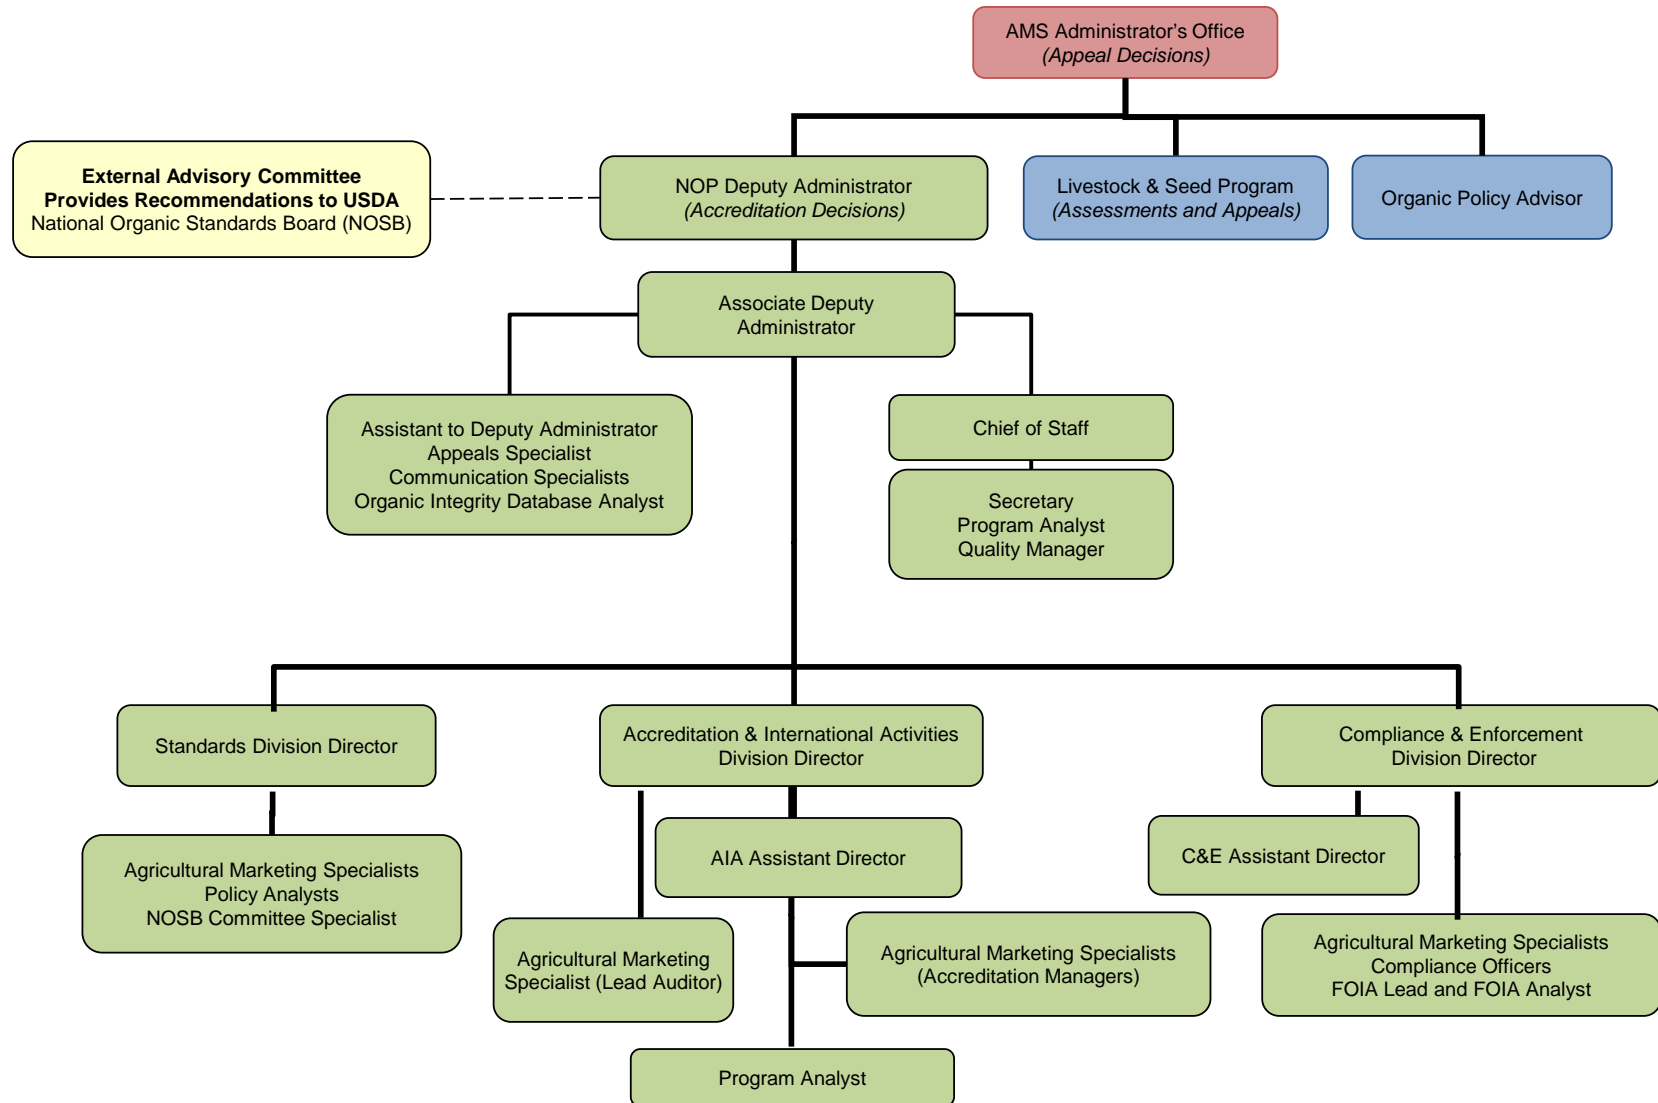 AMS Administrator's Office
(Appeal Decisions)
External Advisory Committee
Provides Recommendations to USDA
National Organic Standards Board (NOSB)
NOP Deputy Administrator
(Accreditation Decisions)
Livestock & Seed Program
(Assessments and Appeals)
Organic Policy Advisor
Associate Deputy
Administrator
Assistant to Deputy Administrator
Appeals Specialist
Communication Specialists
Organic Integrity Database Analyst
Chief of Staff
Secretary
Program Analyst
Quality Manager
Standards Division Director
Accreditation & International Activities
Division Director
Compliance & Enforcement
Division Director
Agricultural Marketing Specialists
Policy Analysts
NOSB Committee Specialist
AIA Assistant Director
C&E Assistant Director
Agricultural Marketing
Specialist (Lead Auditor)
Agricultural Marketing Specialists
(Accreditation Managers)
Agricultural Marketing Specialists
Compliance Officers
FOIA Lead and FOIA Analyst
Program Analyst